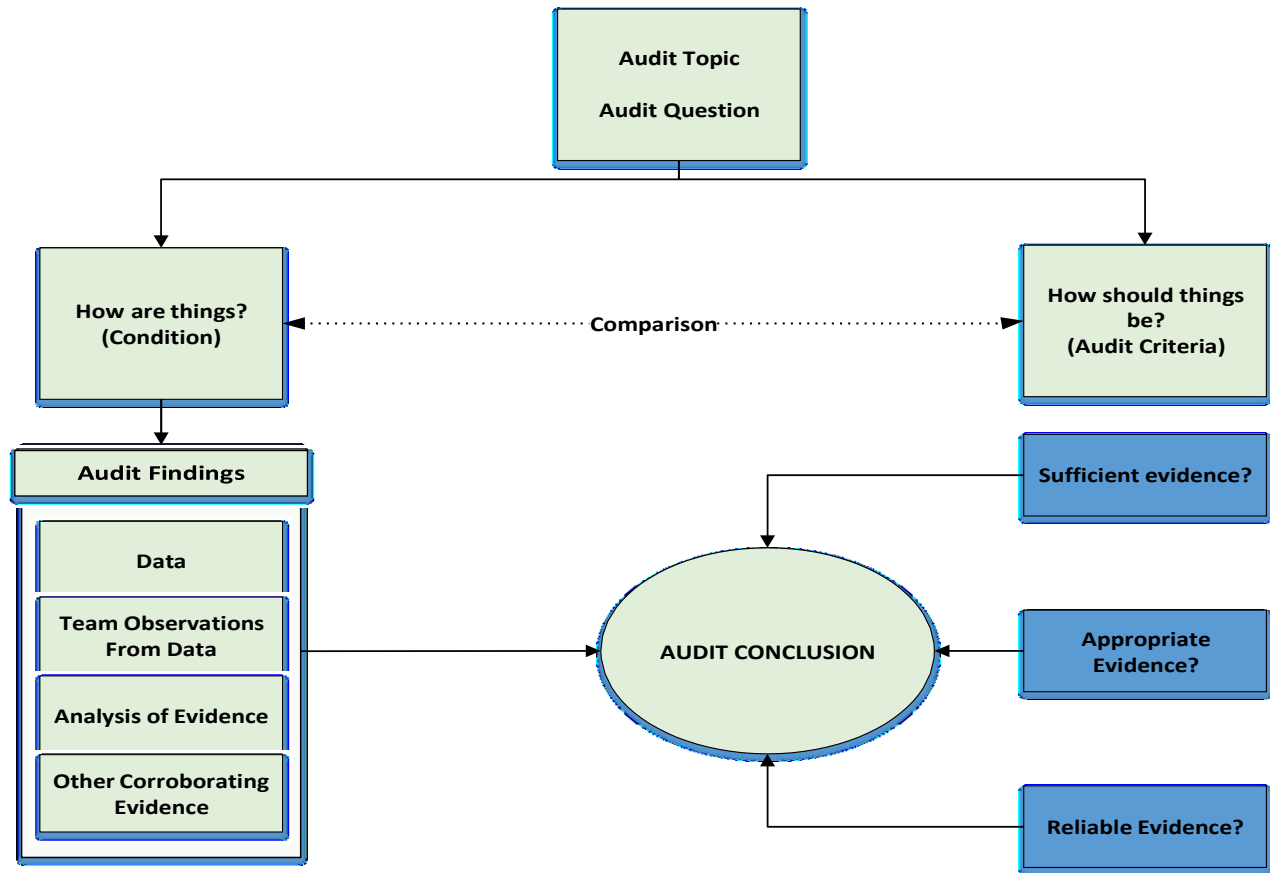 Audit Topic
Audit Question
How are things?
(Condition)
Comparison
How should things
be?
(Audit Criteria)
Audit Findings
Data
Team Observations
From Data
Analysis of Evidence
Other Corroborating
Evidence
AUDIT CONCLUSION
Sufficient evidence?
Appropriate
Evidence?
Reliable Evidence?